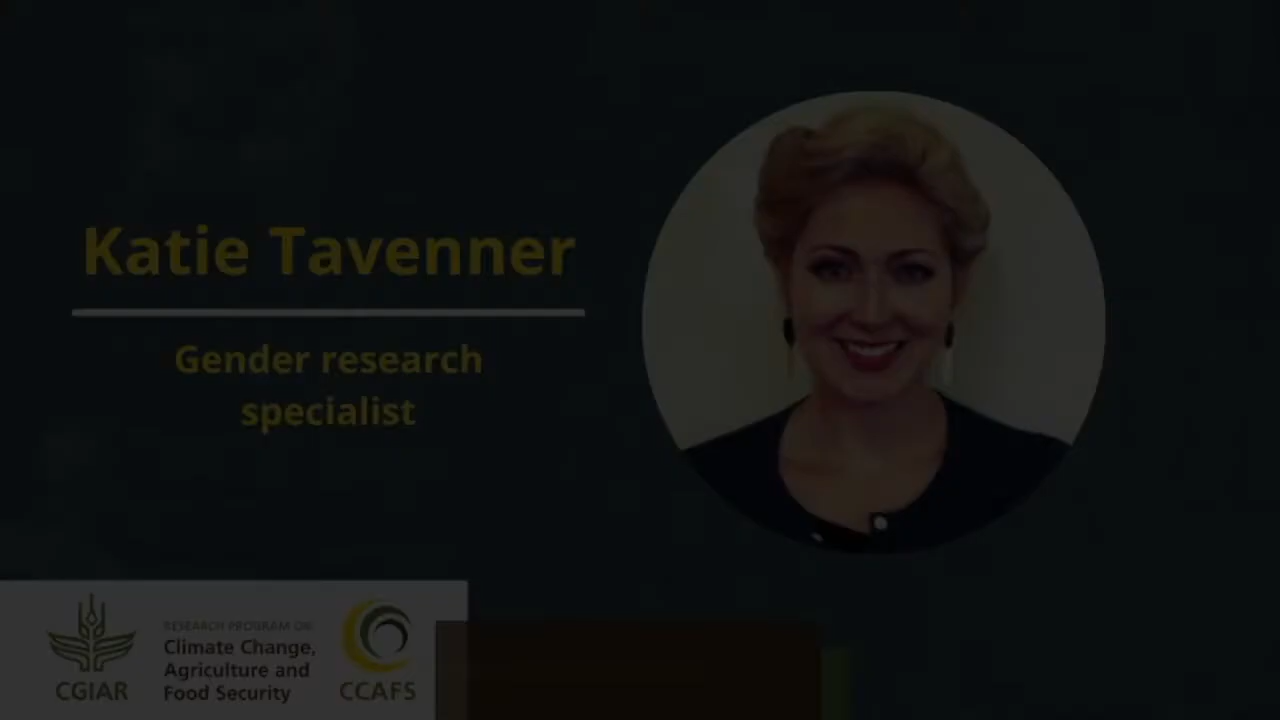 Katie Tavenner
Gender research
specialist
RESEARCH PROGRAM ON
Climate Change,
Agriculture and
Food Security
CGIAR
CCAFS